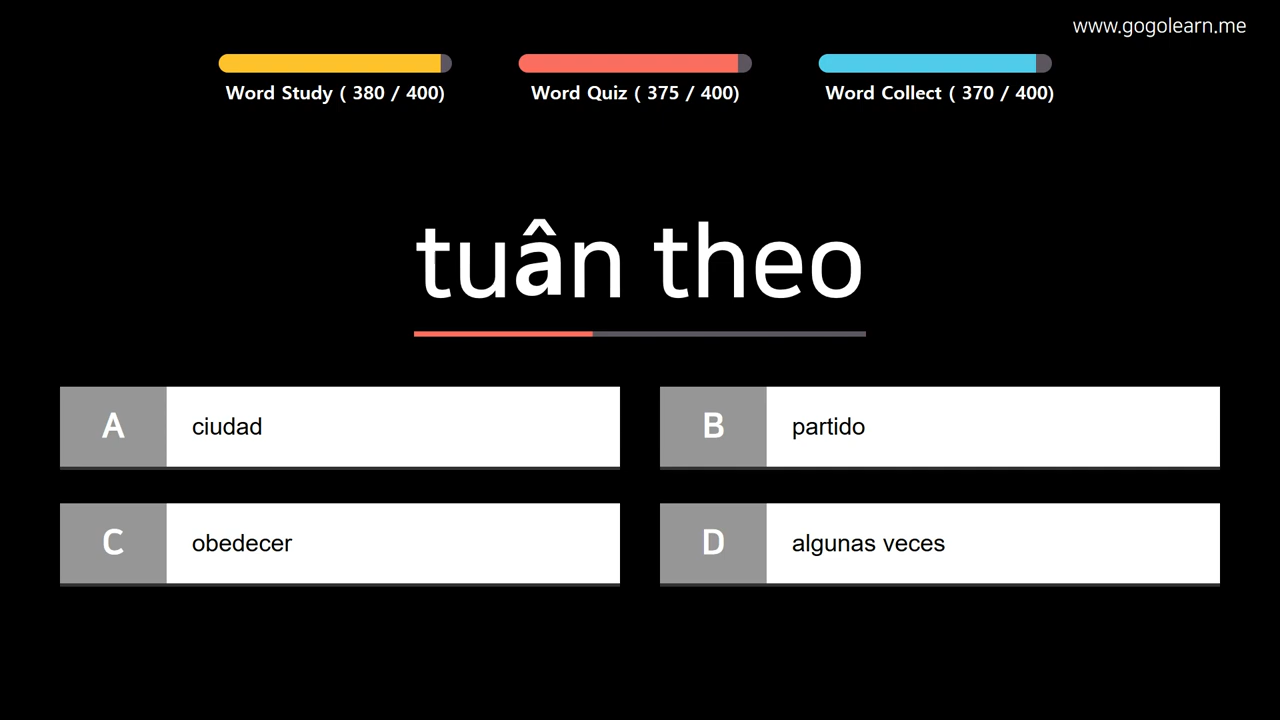 www.gogolearn.me
Word Study ( 380 / 400)
Word Quiz ( 375 / 400)
Word Collect ( 370 / 400)
tuân theo
A ciudad
B partido
C obedecer
D algunas veces